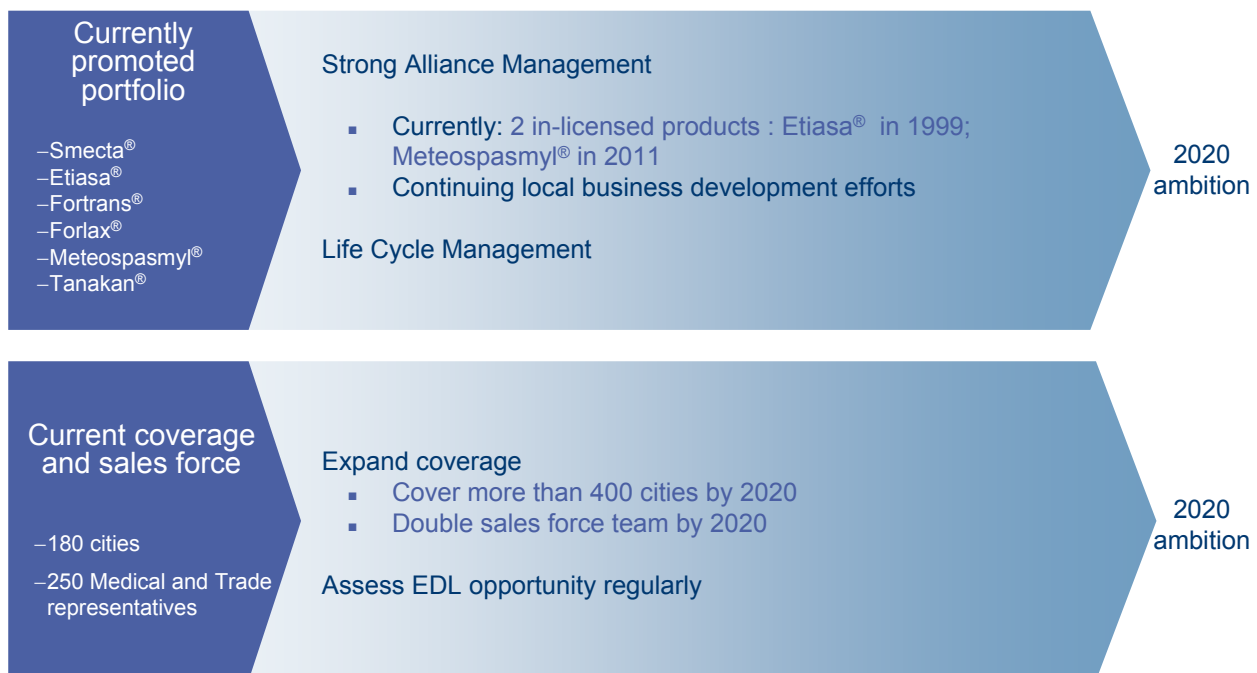 Currently
promoted
portfolio
–Smecta®
–Etiasa®
–Fortrans®
–Forlax®
–Meteospasmyl®
–Tanakan®
Strong Alliance Management
▪ Currently: 2 in-licensed products : Etiasa® in 1999;
Meteospasmyl® in 2011
▪ Continuing local business development efforts
Life Cycle Management
2020
ambition
Current coverage
and sales force
–180 cities
–250 Medical and Trade
representatives
Expand coverage
▪ Cover more than 400 cities by 2020
▪ Double sales force team by 2020
Assess EDL opportunity regularly
2020
ambition